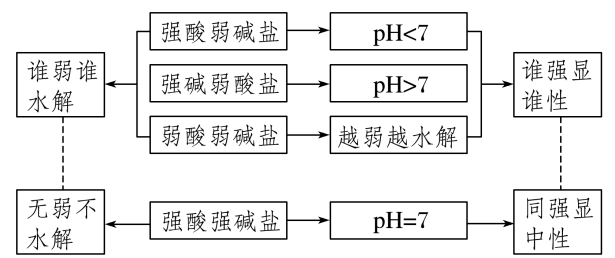 强酸弱碱盐
pH<7
谁弱谁
水解
强碱弱酸盐
pH>7
谁强显
谁性
弱酸弱碱盐
越弱越水解
无弱不
水解
强酸强碱盐
pH=7
同强显
中性